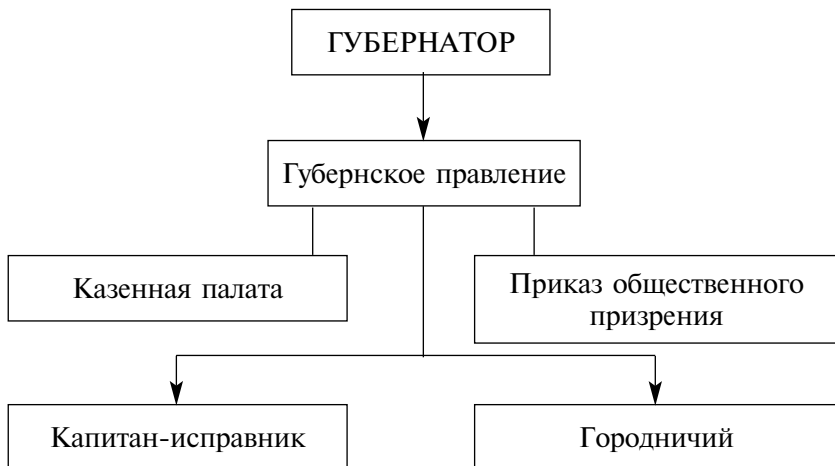 ГУБЕРНАТОР
Губернское правление
Казенная палата
Приказ общественного
призрения
Капитан-исправник
Городничий